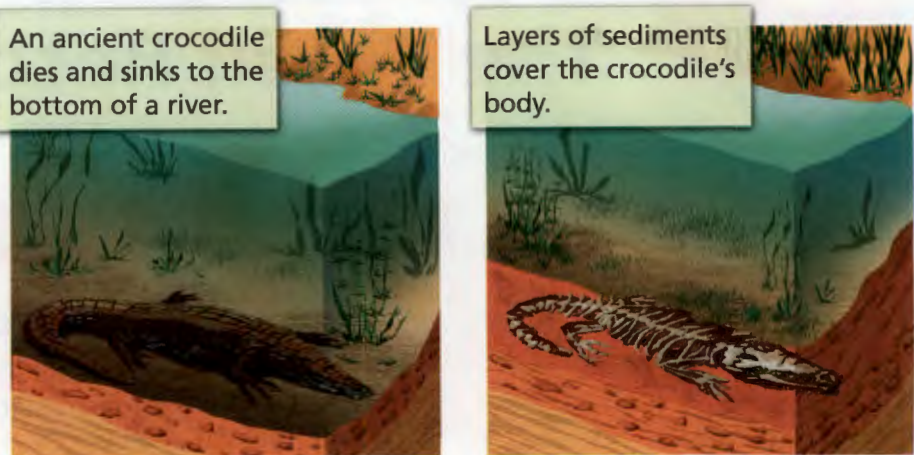 An ancient crocodile
dies and sinks to the
bottom of a river.
Layers of sediments
cover the crocodile's
body.